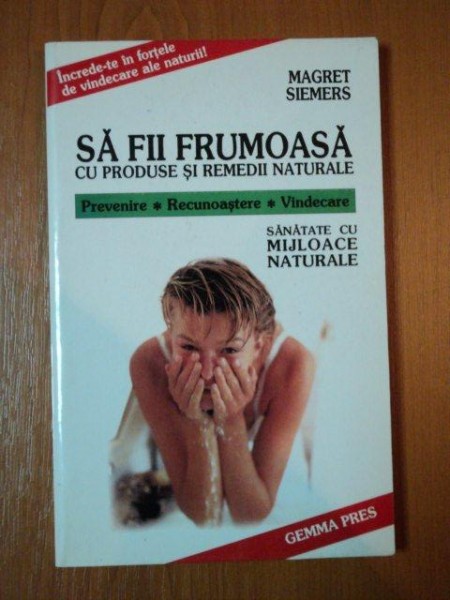 Încrede-te în forțele
de vindecare ale naturii!
MAGRET
SIEMERS
SĂ FII FRUMOASĂ
CU PRODUSE ȘI REMEDII NATURALE
Prevenire * Recunoaștere * Vindecare
SĂNĂTATE CU
MIJLOACE
NATURALE
GEMMA PRES